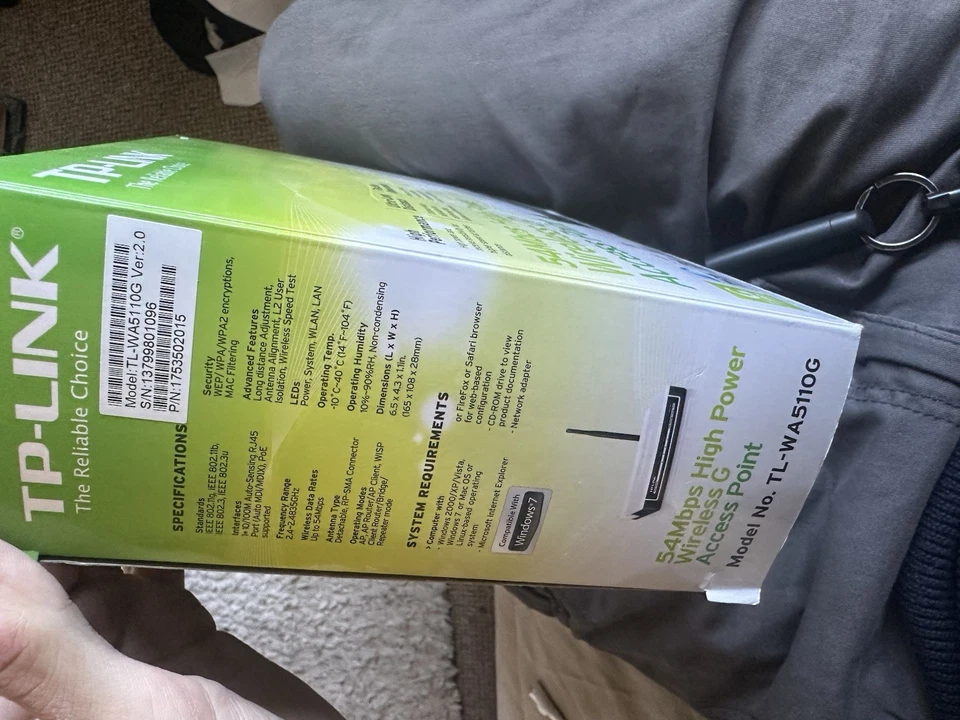 TP-LINK®
The Reliable Choice
Model:TL-WA5110G Ver:2.0
S/N:13799801096
P/N:1753502015
SPECIFICATIONS
Standards
IEEE 802.11g, IEEE 802.11b,
IEEE 802.3, IEEE 802.3u
Interfaces
1* 10/100M Auto-Sensing RJ45
Port (Auto MDI/MDIX), PoE
supported
Frequency Range
2.4-2.4835GHz
Wireless Data Rates
Up to 54Mbps
Antenna Type
Detachable, RP-SMA Connector
Operating Modes
AP, AP Router/AP Client, WISP
Client Router/Bridge/
Repeater mode
Security
WEP/ WPA/WPA2 encryptions,
MAC Filtering
Advanced Features
Long distance Adjustment,
Antenna Alignment, L2 User
Isolation, Wireless Speed Test
LEDs
Power, System, WLAN, LAN
Operating Temp.
-10°C~40°C (14°F~104°F)
Operating Humidity
10%~90%RH, Non-condensing
Dimensions (L x W x H)
6.5 x 4.3 x 1.1in.
(165 x 108 x 28mm)
SYSTEM REQUIREMENTS
› Computer with
- Windows 2000/XP/Vista,
Windows 7 or Mac OS or
Linux-based operating
system
- Microsoft Internet Explorer
or FireFox or Safari browser
for web-based
configuration
- CD-ROM drive to view
product documentation
- Network adapter
Compatible With
Windows® 7
54Mbps High Power
Wireless G
Access Point
Model No. TL-WA5110G
TP-LINK
The Reliable Choice
High
Performance